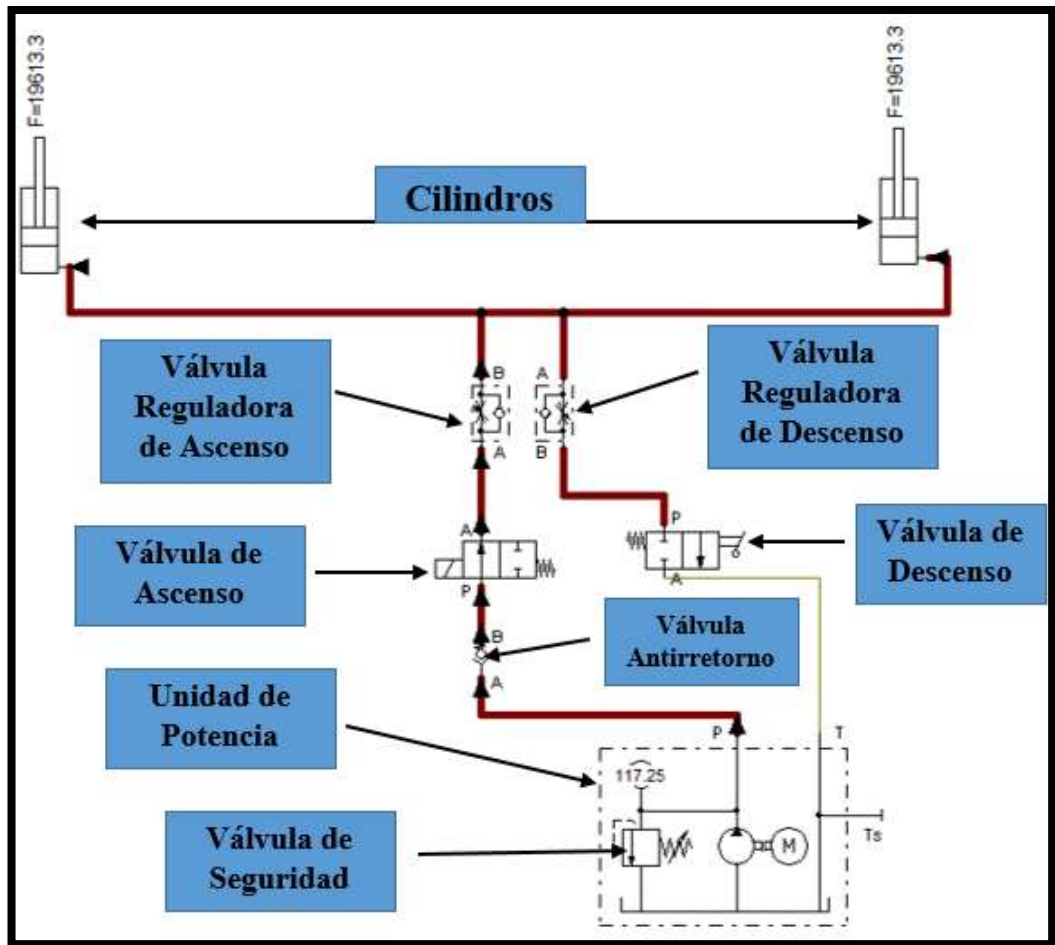 F=19613.3
F=19613.3
Cilindros
Válvula
Reguladora
de Ascenso
B
A
A
B
Válvula
Reguladora
de Descenso
Válvula de
Ascenso
A
P
P
A
Válvula de
Descenso
B
A
Válvula
Antirretorno
Unidad de
Potencia
P
T
117.25
Ts
M
Válvula de
Seguridad